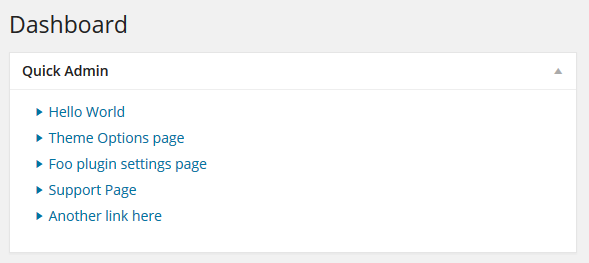 Dashboard
Quick Admin
Hello World
Theme Options page
Foo plugin settings page
Support Page
Another link here